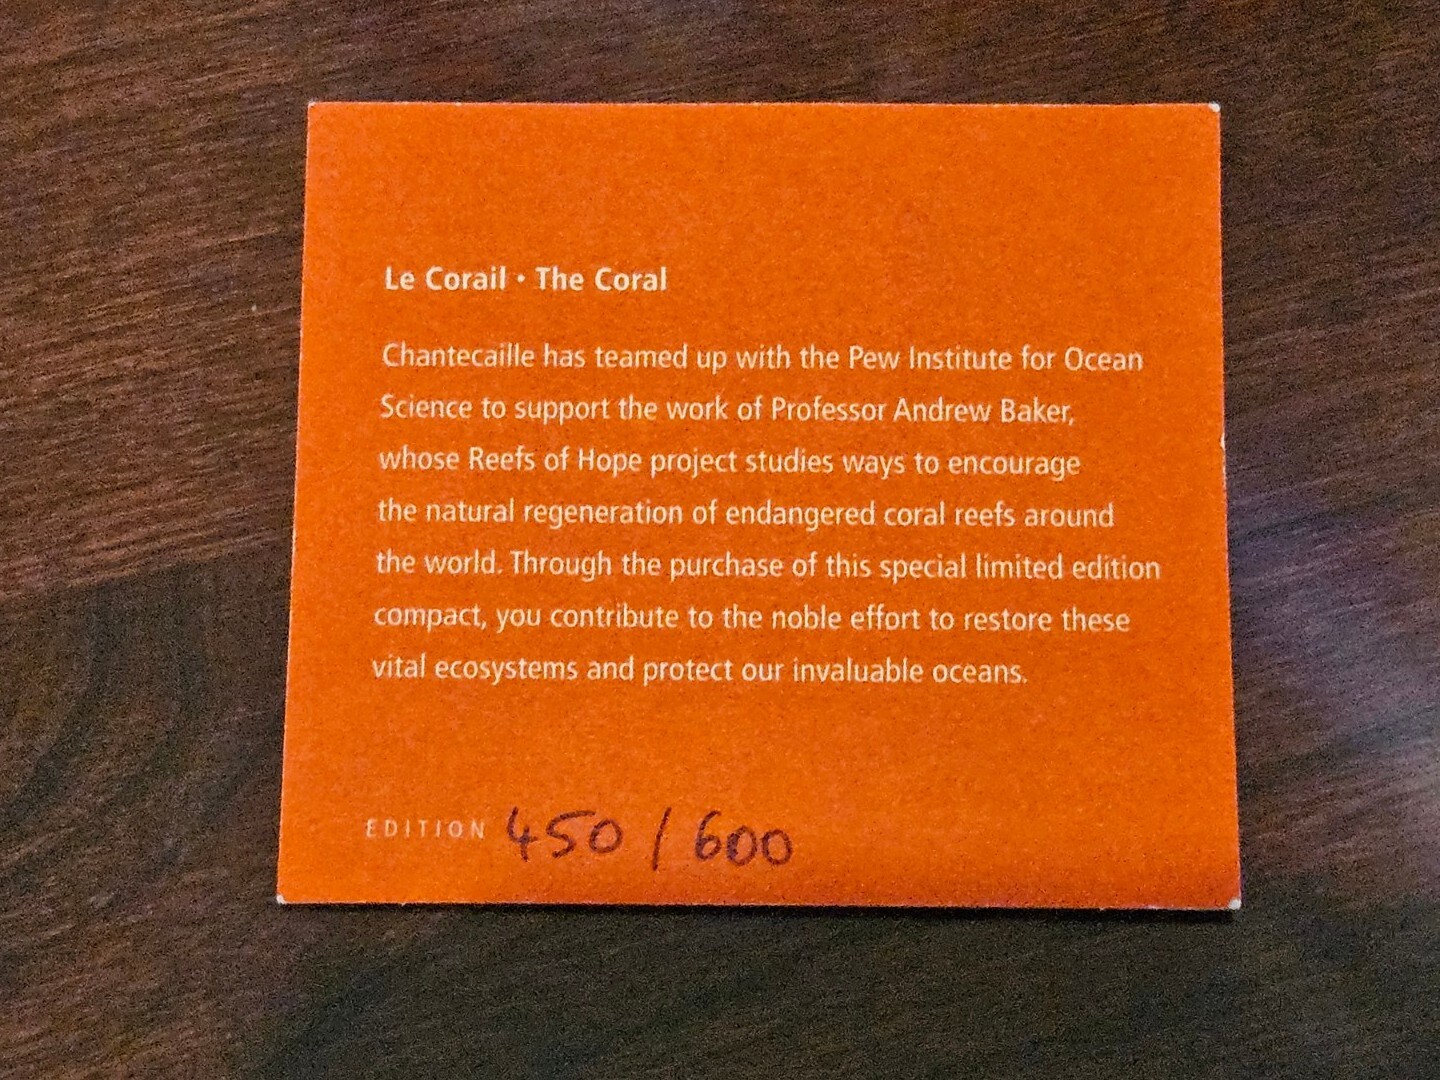 Le Corail • The Coral
Chantecaille has teamed up with the Pew Institute for Ocean
Science to support the work of Professor Andrew Baker,
whose Reefs of Hope project studies ways to encourage
the natural regeneration of endangered coral reefs around
the world. Through the purchase of this special limited edition
compact, you contribute to the noble effort to restore these
vital ecosystems and protect our invaluable oceans.
EDITION 450 / 600